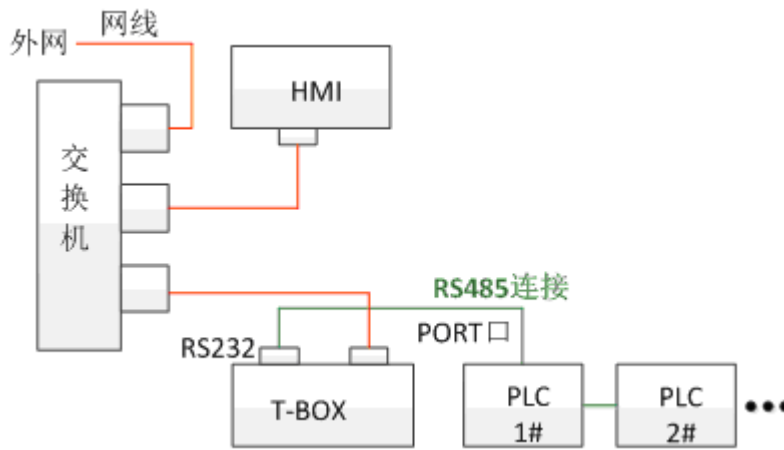 外网
网线
HMI
交
换
机
RS485连接
RS232
PORT口
T-BOX
PLC
1#
PLC
2#
•••